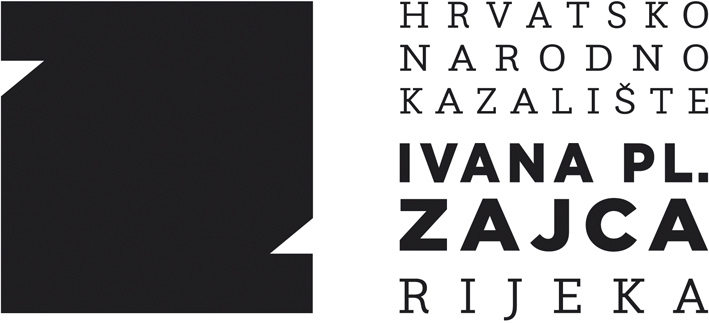 HRVATSKO
NARODNO
KAZALIŠTE
IVANA PL.
ZAJCA
RIJEKA